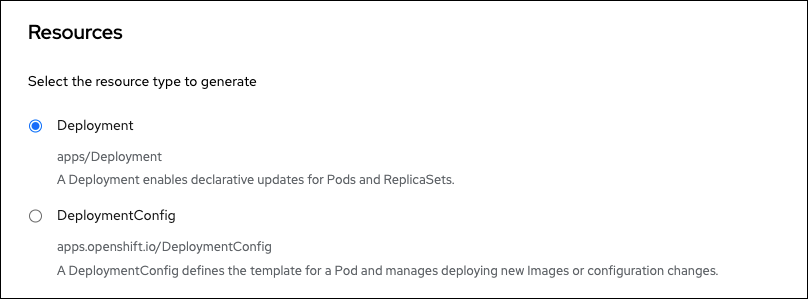 Resources
Select the resource type to generate
Deployment
apps/Deployment
A Deployment enables declarative updates for Pods and ReplicaSets.
DeploymentConfig
apps.openshift.io/DeploymentConfig
A DeploymentConfig defines the template for a Pod and manages deploying new Images or configuration changes.